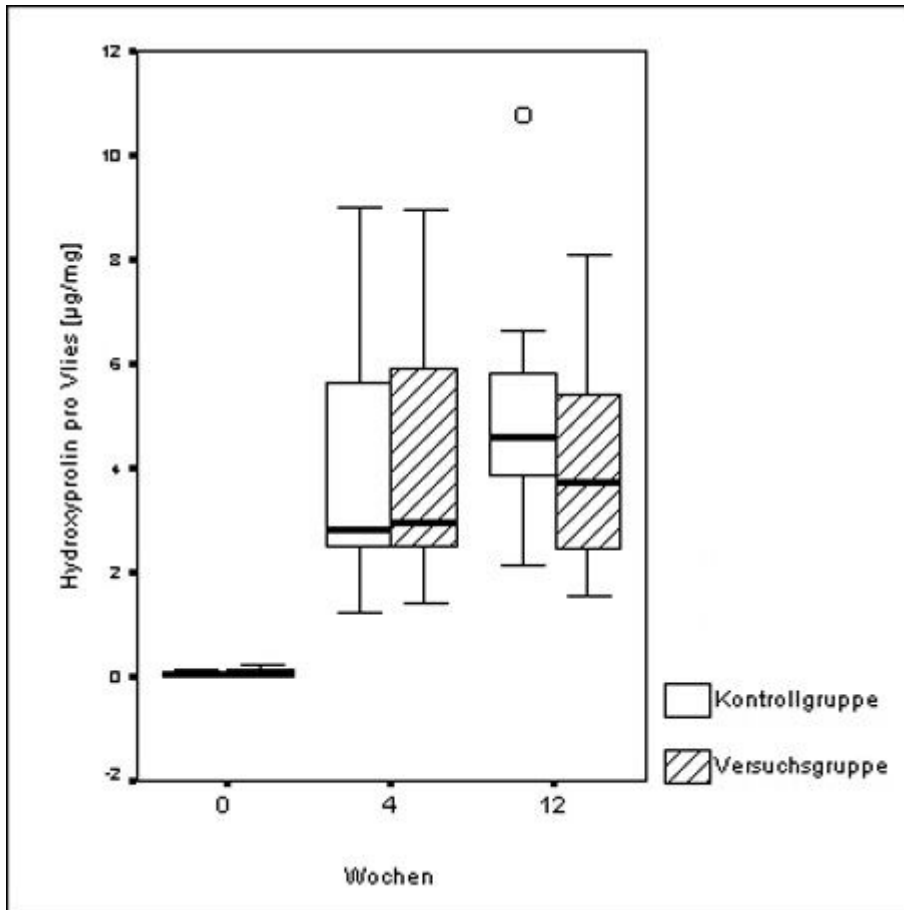 12
10
8
6
4
2
0
-2
Hydroxyprolin pro Vlies [µg/mg]
0 4 12
Wochen
Kontrollgruppe
Versuchsgruppe